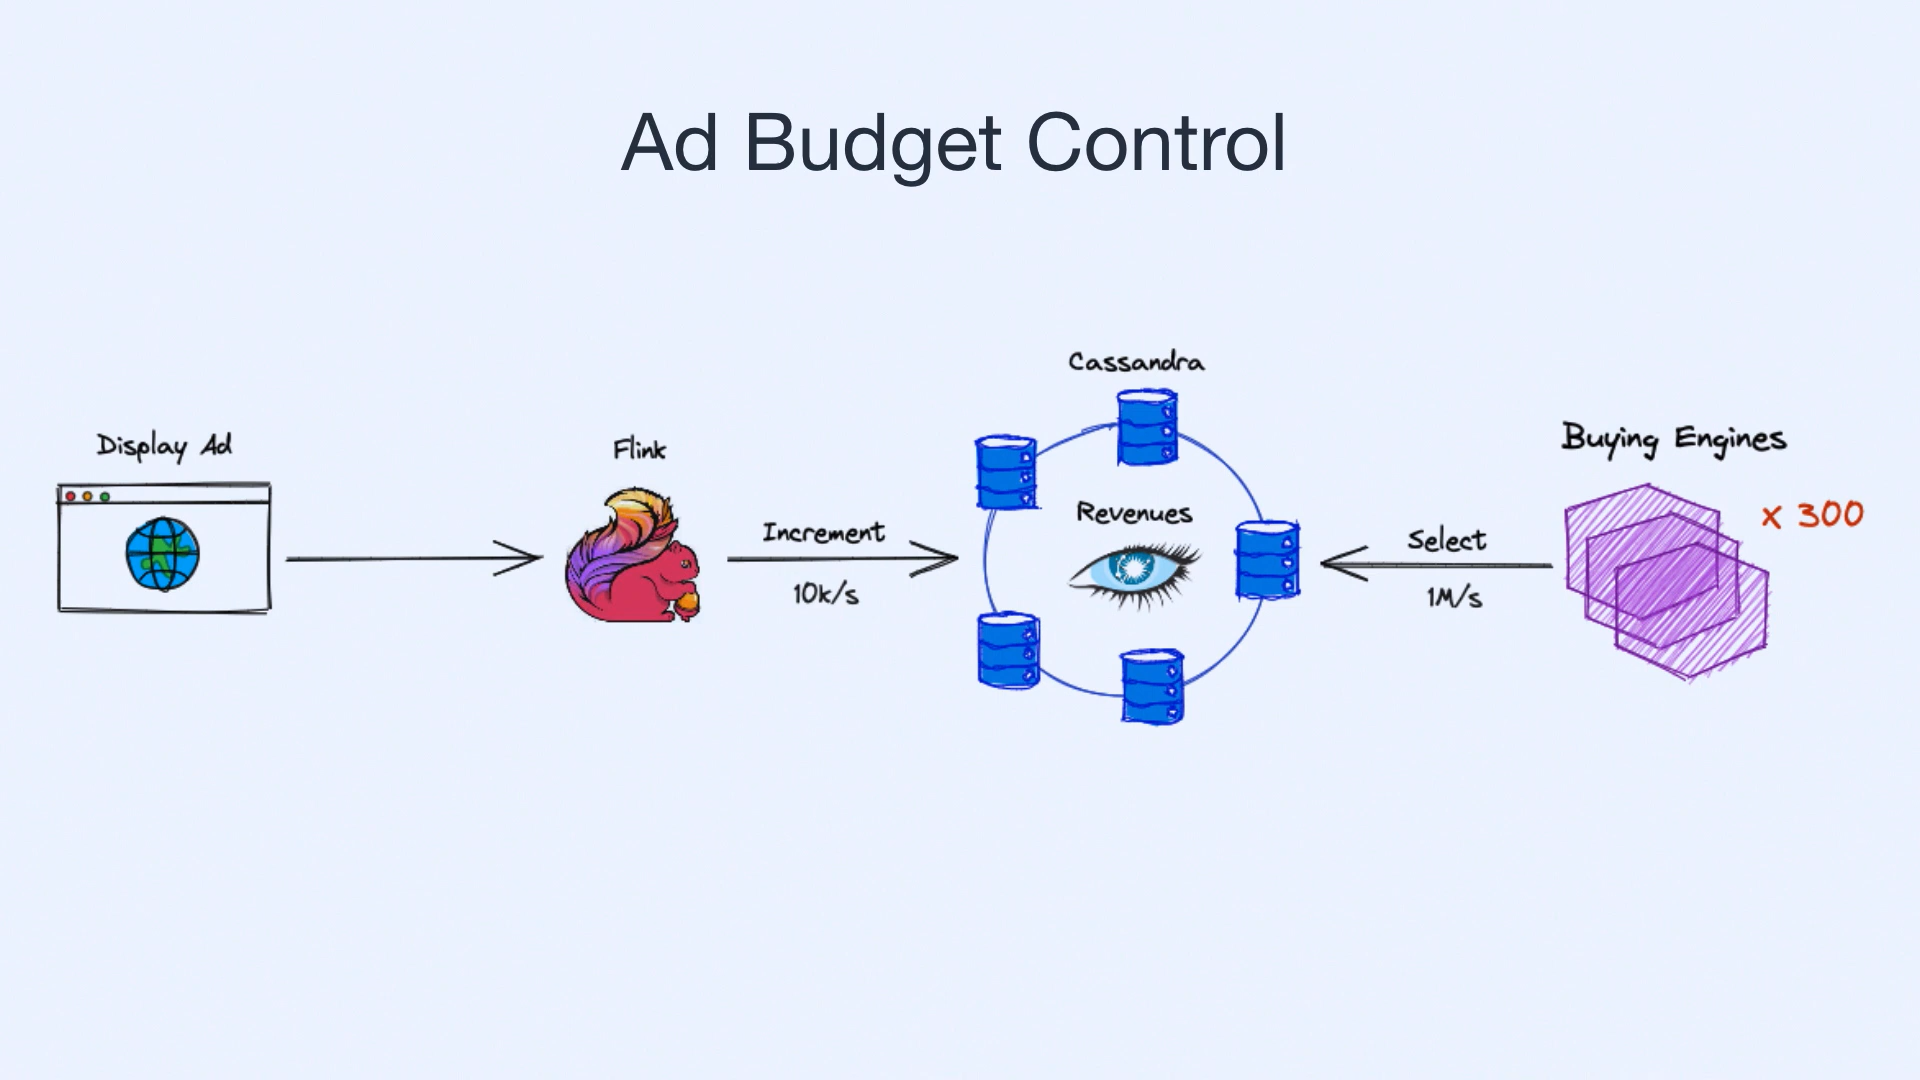 Ad Budget Control
Display Ad
Flink
Increment
10k/s
Cassandra
Revenues
Select
1M/s
Buying Engines
x 300